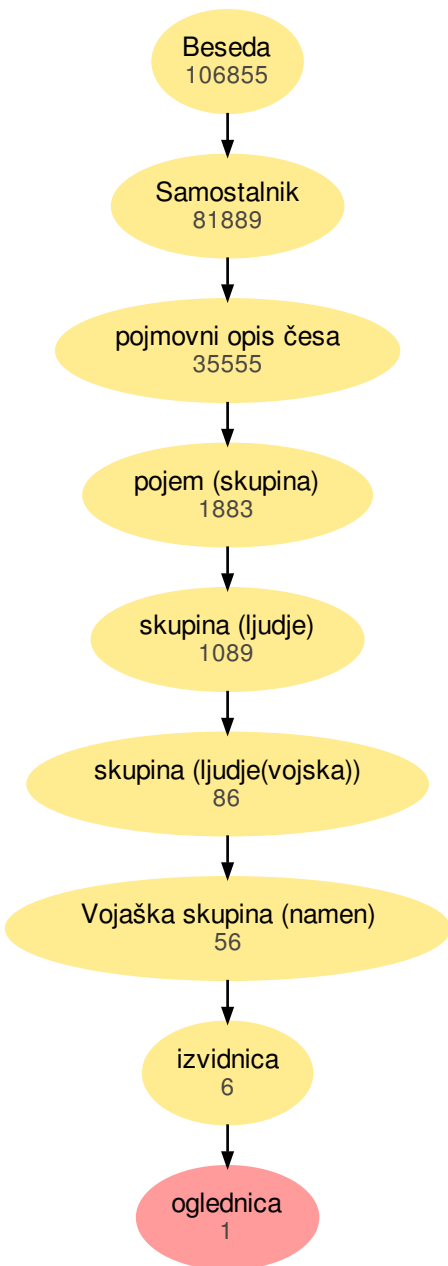 Beseda
106855
Samostalnik
81889
pojmovni opis česa
35555
pojem (skupina)
1883
skupina (ljudje)
1089
skupina (ljudje(vojska))
86
Vojaška skupina (namen)
56
izvidnica
6
oglednica
1